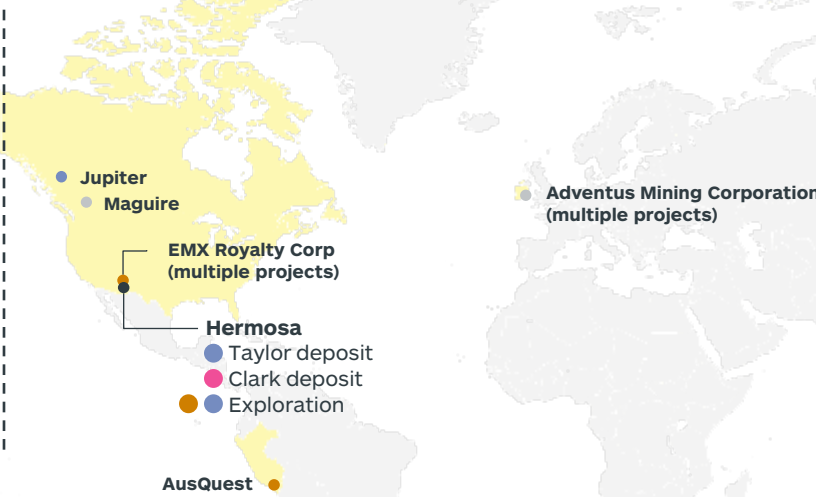 Jupiter
Maguire
Adventus Mining Corporation
(multiple projects)
EMX Royalty Corp
(multiple projects)
Hermosa
Taylor deposit
Clark deposit
Exploration
AusQuest